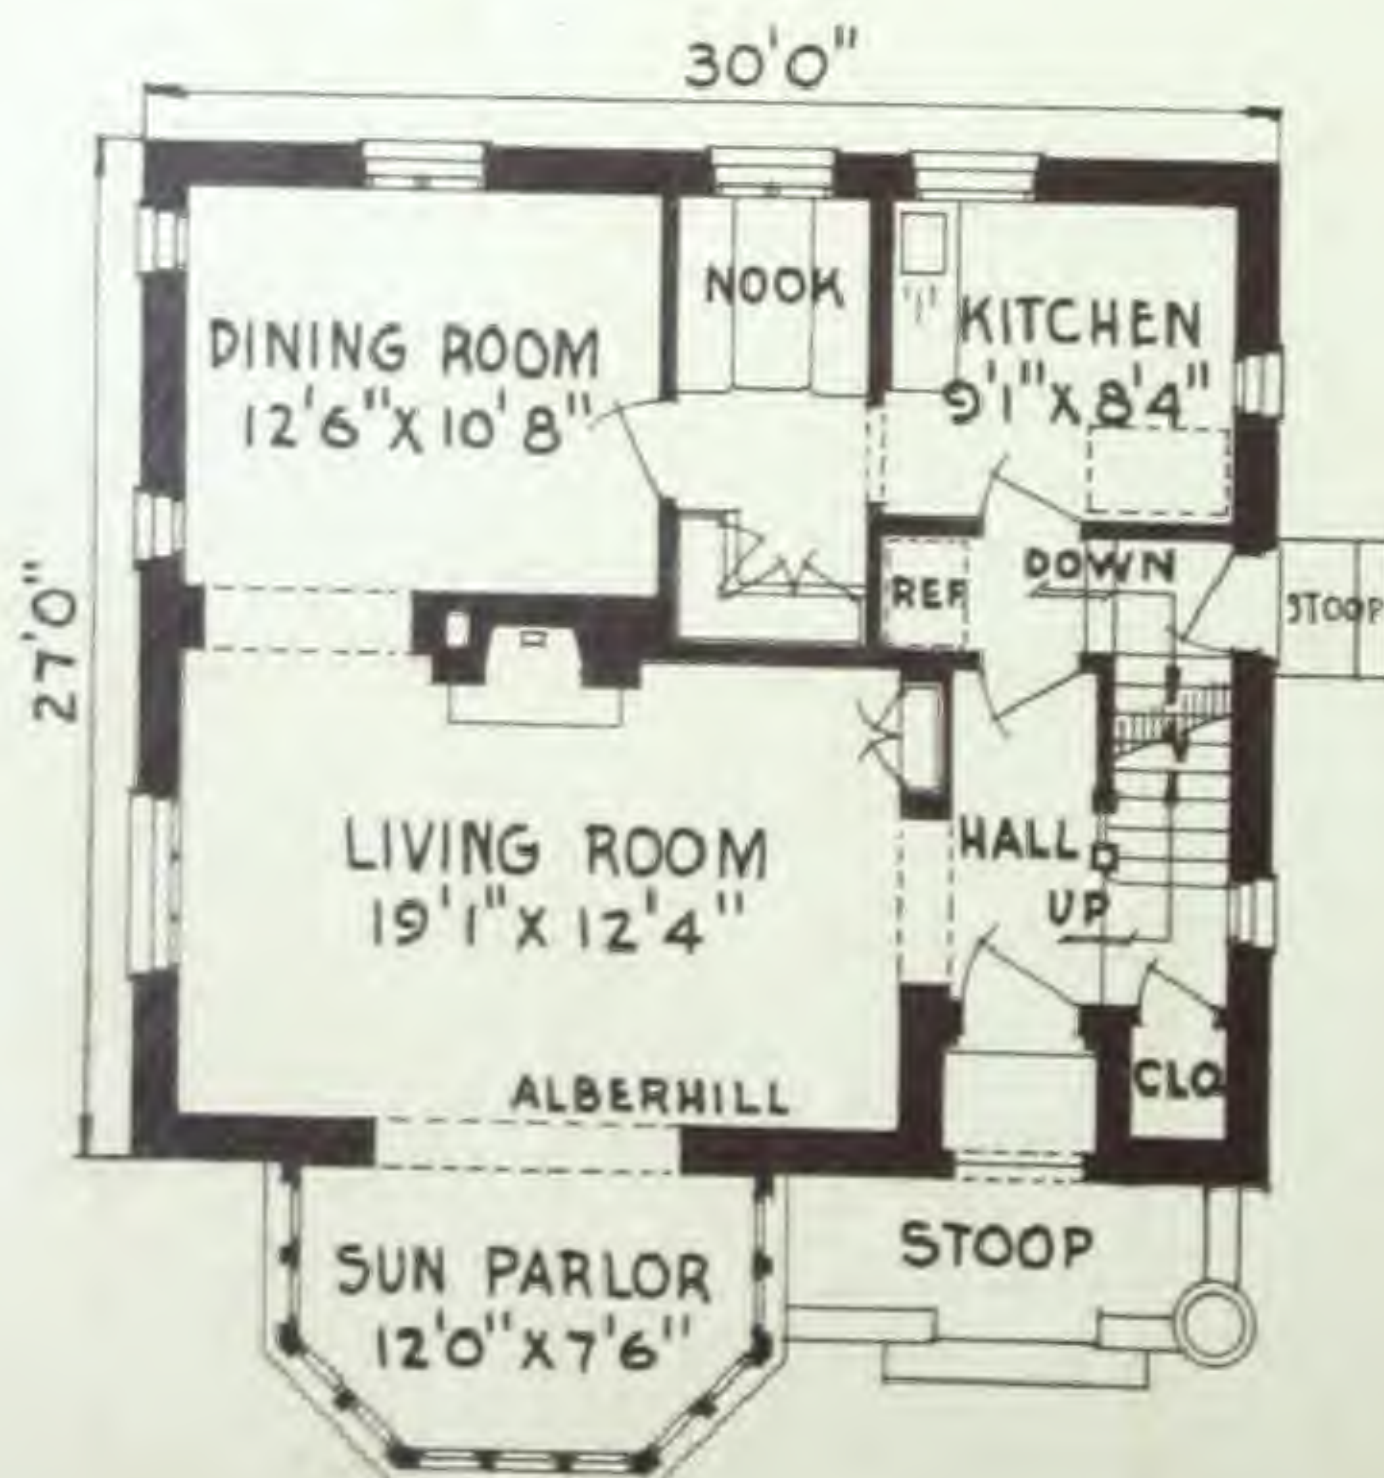 30'0"
NOOK
KITCHEN
9'1" X 8'4"
DINING ROOM
12'6" X 10'8"
27'0"
REF
DOWN
STOOP
LIVING ROOM
19'1" X 12'4"
HALL
UP
ALBERHILL
CLO
SUN PARLOR
12'0" X 7'6"
STOOP